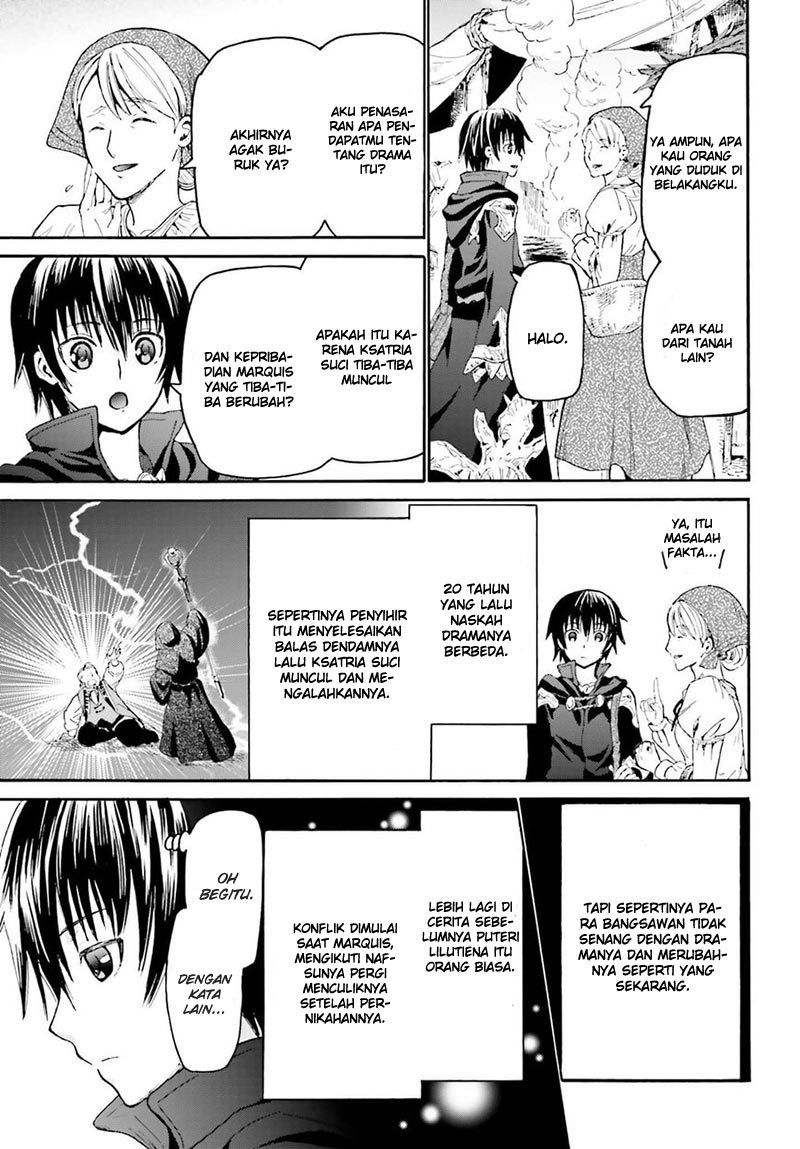 YA AMPUN, APA
KAU ORANG
YANG DUDUK DI
BELAKANGKU.
APA KAU
DARI TANAH
LAIN?
HALO.
AKU PENASA-
RAN APA PEN-
DAPATMU TEN-
TANG DRAMA
ITU?
AKHIRNYA
AGAK BU-
RUK YA?
APAKAH ITU KA-
RENA KSATRIA
SUCI TIBA-TIBA
MUNCUL
DAN KEPRIBA-
DIAN MARQUIS
YANG TIBA-TI-
BA BERUBAH?
YA, ITU
MASALAH
FAKTA...
20 TAHUN
YANG LALU
NASKAH
DRAMANYA
BERBEDA.
SEPERTINYA PENYIHIR
ITU MENYELESAIKAN
BALAS DENDAMNYA
LALU KSATRIA SUCI
MUNCUL DAN ME-
NGALAHKANNYA.
TAPI SEPERTINYA PA-
RA BANGSAWAN TIDAK
SENANG DENGAN DRA-
MANYA DAN MERUBAH-
NYA SEPERTI YANG
SEKARANG.
LEBIH LAGI DI
CERITA SEBE-
LUMNYA PUTERI
LILUTIENA ITU
ORANG BIASA.
KONFLIK DIMULAI
SAAT MARQUIS,
MENGIKUTI NAF-
SUNYA PERGI
MENCULIKNYA
SETELAH PER-
NIKAHANNYA.
OH
BEGITU.
DENGAN
KATA
LAIN...